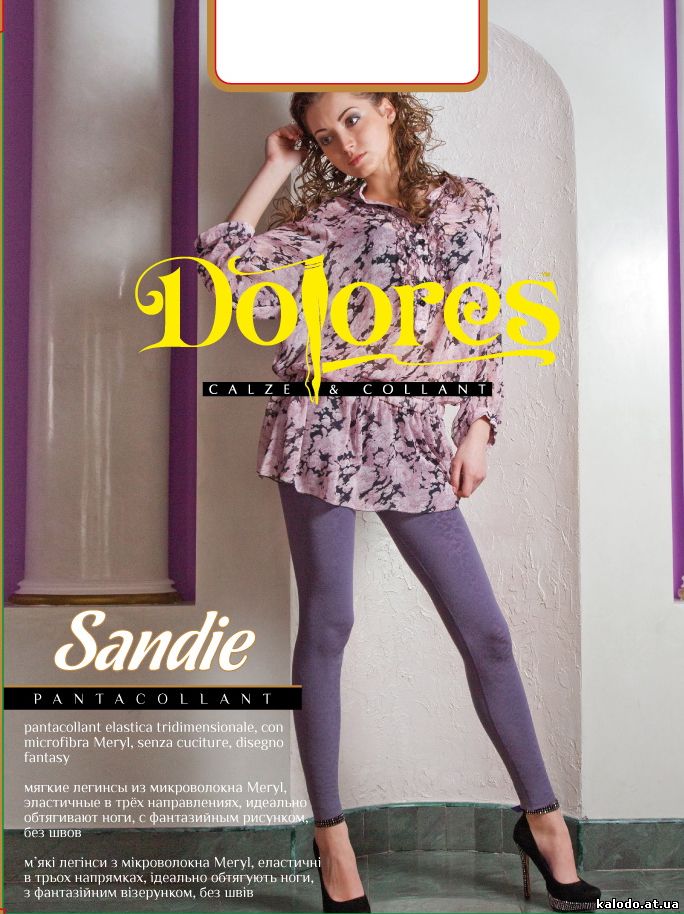 Dolores™
CALZE & COLLANT
Sandie
PANTACOLLANT
pantacollant elastica tridimensionale, con
microfibra Meryl, senza cuciture, disegno
fantasy
мягкие легинсы из микроволокна Meryl,
эластичные в трёх направлениях, идеально
обтягивают ноги, с фантазийным рисунком,
без швов
м'які легінси з мікроволокна Meryl, еластичні
в трьох напрямках, ідеально обтягують ноги,
з фантазійним візерунком, без швів
kalodo.at.ua